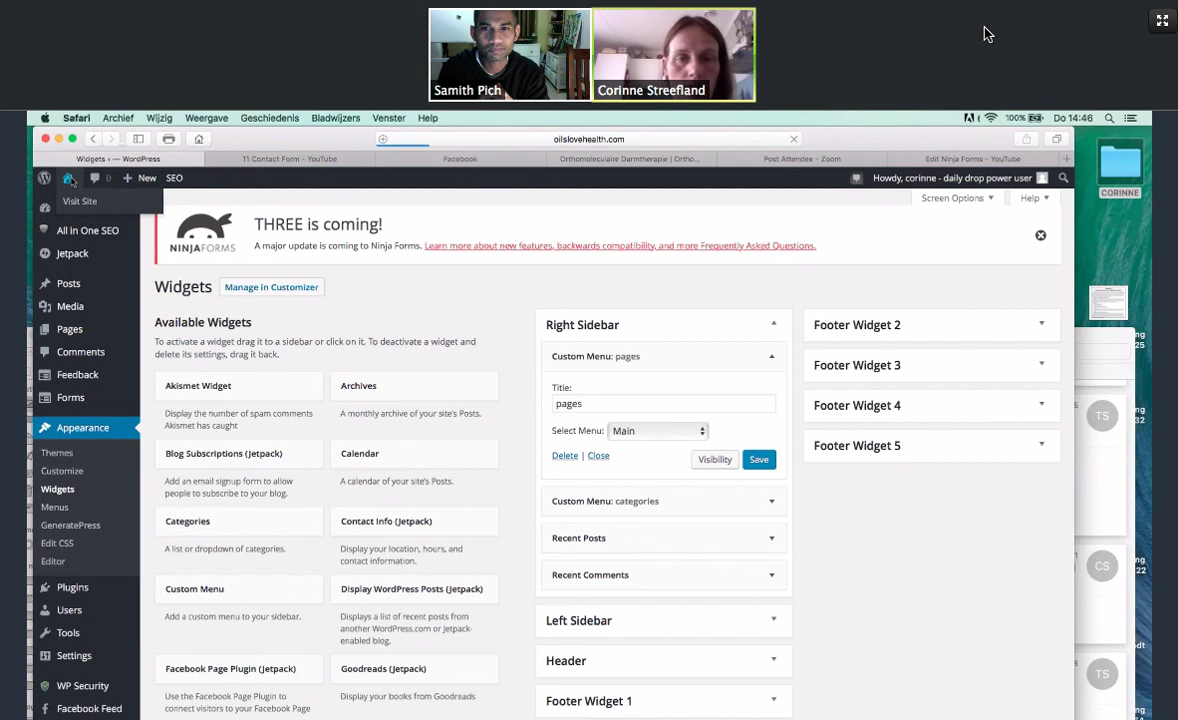 Samith Pich
Corinne Streefland
Safari Archief Wijzig Weergave Geschiedenis Bladwijzers Venster Help
100% Do 14:46
oilslovehealth.com
Widgets ‹ — WordPress
11 Contact Form - YouTube
Facebook
Orthomoleculaire Darmtherapie | Ortho...
Post Attendee - Zoom
Edit Ninja Forms — YouTube
0 New SEO
Howdy, corinne - daily drop power user
CORINNE
Visit Site
Screen Options Help
All in One SEO
Jetpack
Posts
Media
Pages
Comments
Feedback
Forms
Appearance
Themes
Customize
Widgets
Menus
GeneratePress
Edit CSS
Editor
Plugins
Users
Tools
Settings
WP Security
Facebook Feed
NINJAFORMS
THREE is coming!
A major update is coming to Ninja Forms. Learn more about new features, backwards compatibility, and more Frequently Asked Questions.
Widgets Manage in Customizer
Available Widgets
To activate a widget drag it to a sidebar or click on it. To deactivate a widget and
delete its settings, drag it back.
Akismet Widget
Display the number of spam comments
Akismet has caught
Archives
A monthly archive of your site's Posts.
Blog Subscriptions (Jetpack)
Add an email signup form to allow
people to subscribe to your blog.
Calendar
A calendar of your site's Posts.
Categories
A list or dropdown of categories.
Contact Info (Jetpack)
Display your location, hours, and
contact information.
Custom Menu
Add a custom menu to your sidebar.
Display WordPress Posts (Jetpack)
Displays a list of recent posts from
another WordPress.com or Jetpack-
enabled blog.
Facebook Page Plugin (Jetpack)
Use the Facebook Page Plugin to
connect visitors to your Facebook Page
Goodreads (Jetpack)
Display your books from Goodreads
Right Sidebar
Custom Menu: pages
Title:
pages
Select Menu: Main
Delete | Close
Visibility
Save
Custom Menu: categories
Recent Posts
Recent Comments
Left Sidebar
Header
Footer Widget 1
Footer Widget 2
Footer Widget 3
Footer Widget 4
Footer Widget 5
TS
CS
TS